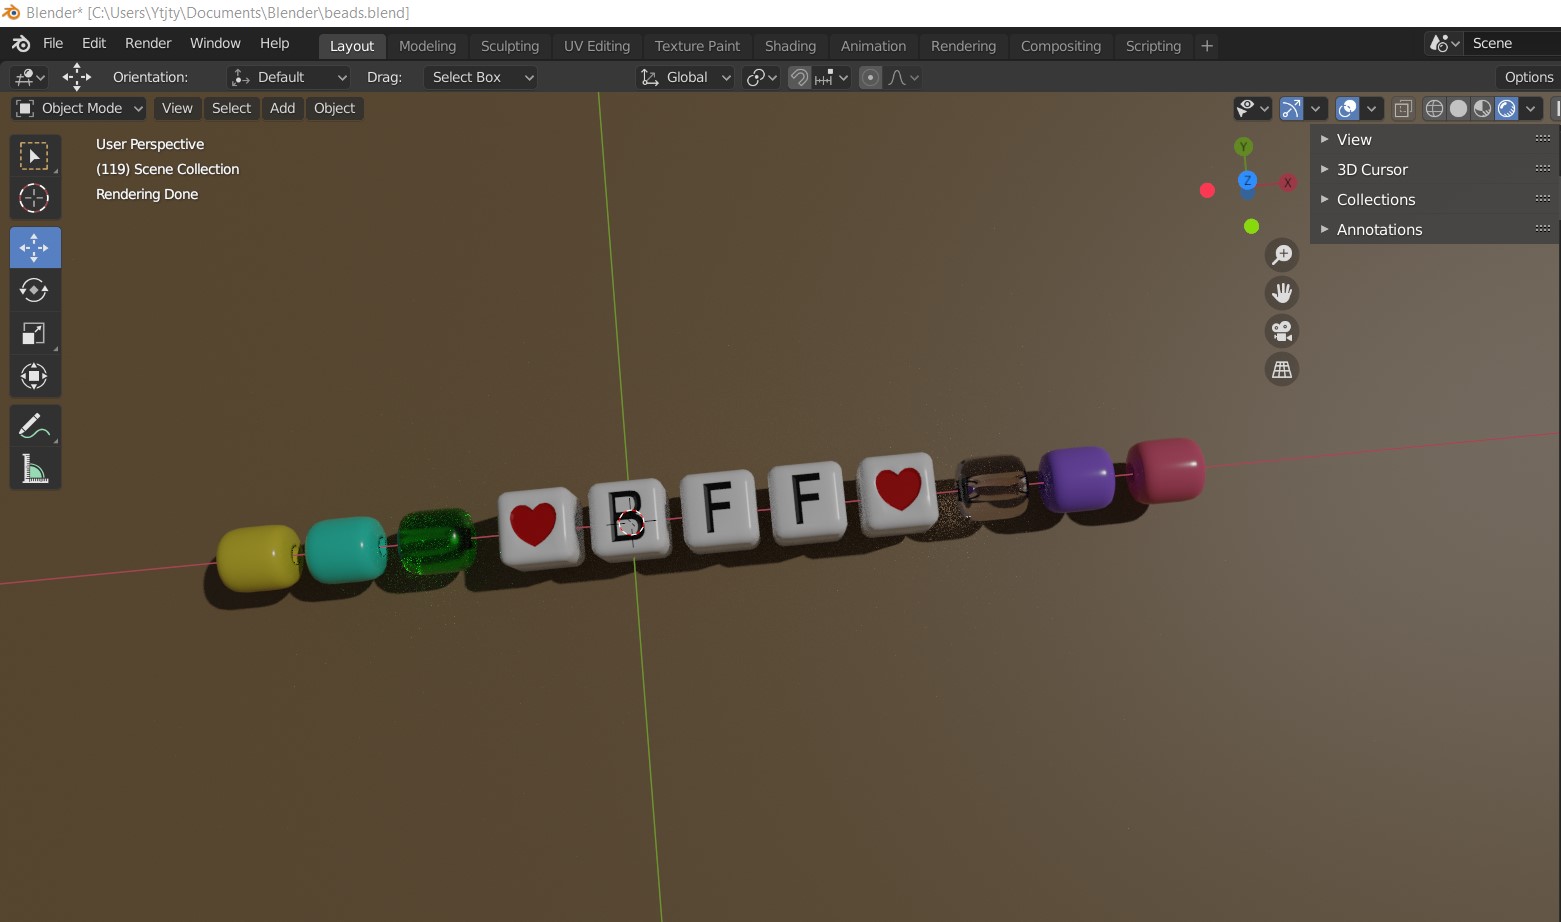 Blender* [C:\Users\Ytjty\Documents\Blender\beads.blend]
File Edit Render Window Help Layout Modeling Sculpting UV Editing Texture Paint Shading Animation Rendering Compositing Scripting + Scene
Orientation: Default Drag: Select Box Global Options
Object Mode View Select Add Object
User Perspective
(119) Scene Collection
Rendering Done
Y
Z X
View
3D Cursor
Collections
Annotations
B F F